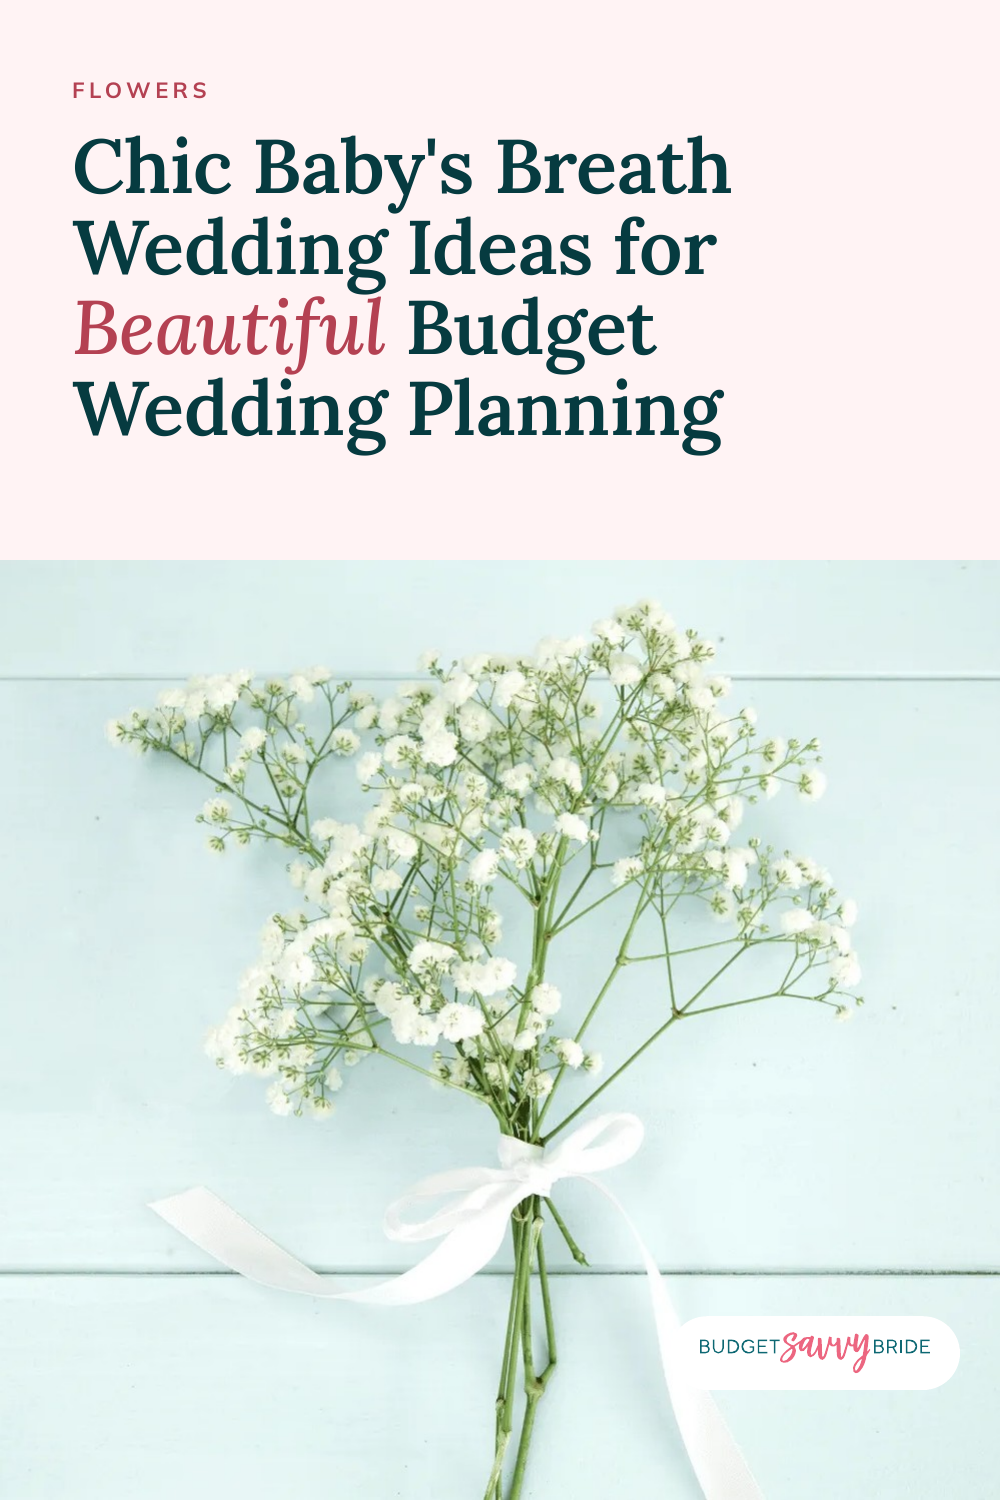 FLOWERS
Chic Baby's Breath
Wedding Ideas for
Beautiful Budget
Wedding Planning
BUDGET savvy BRIDE